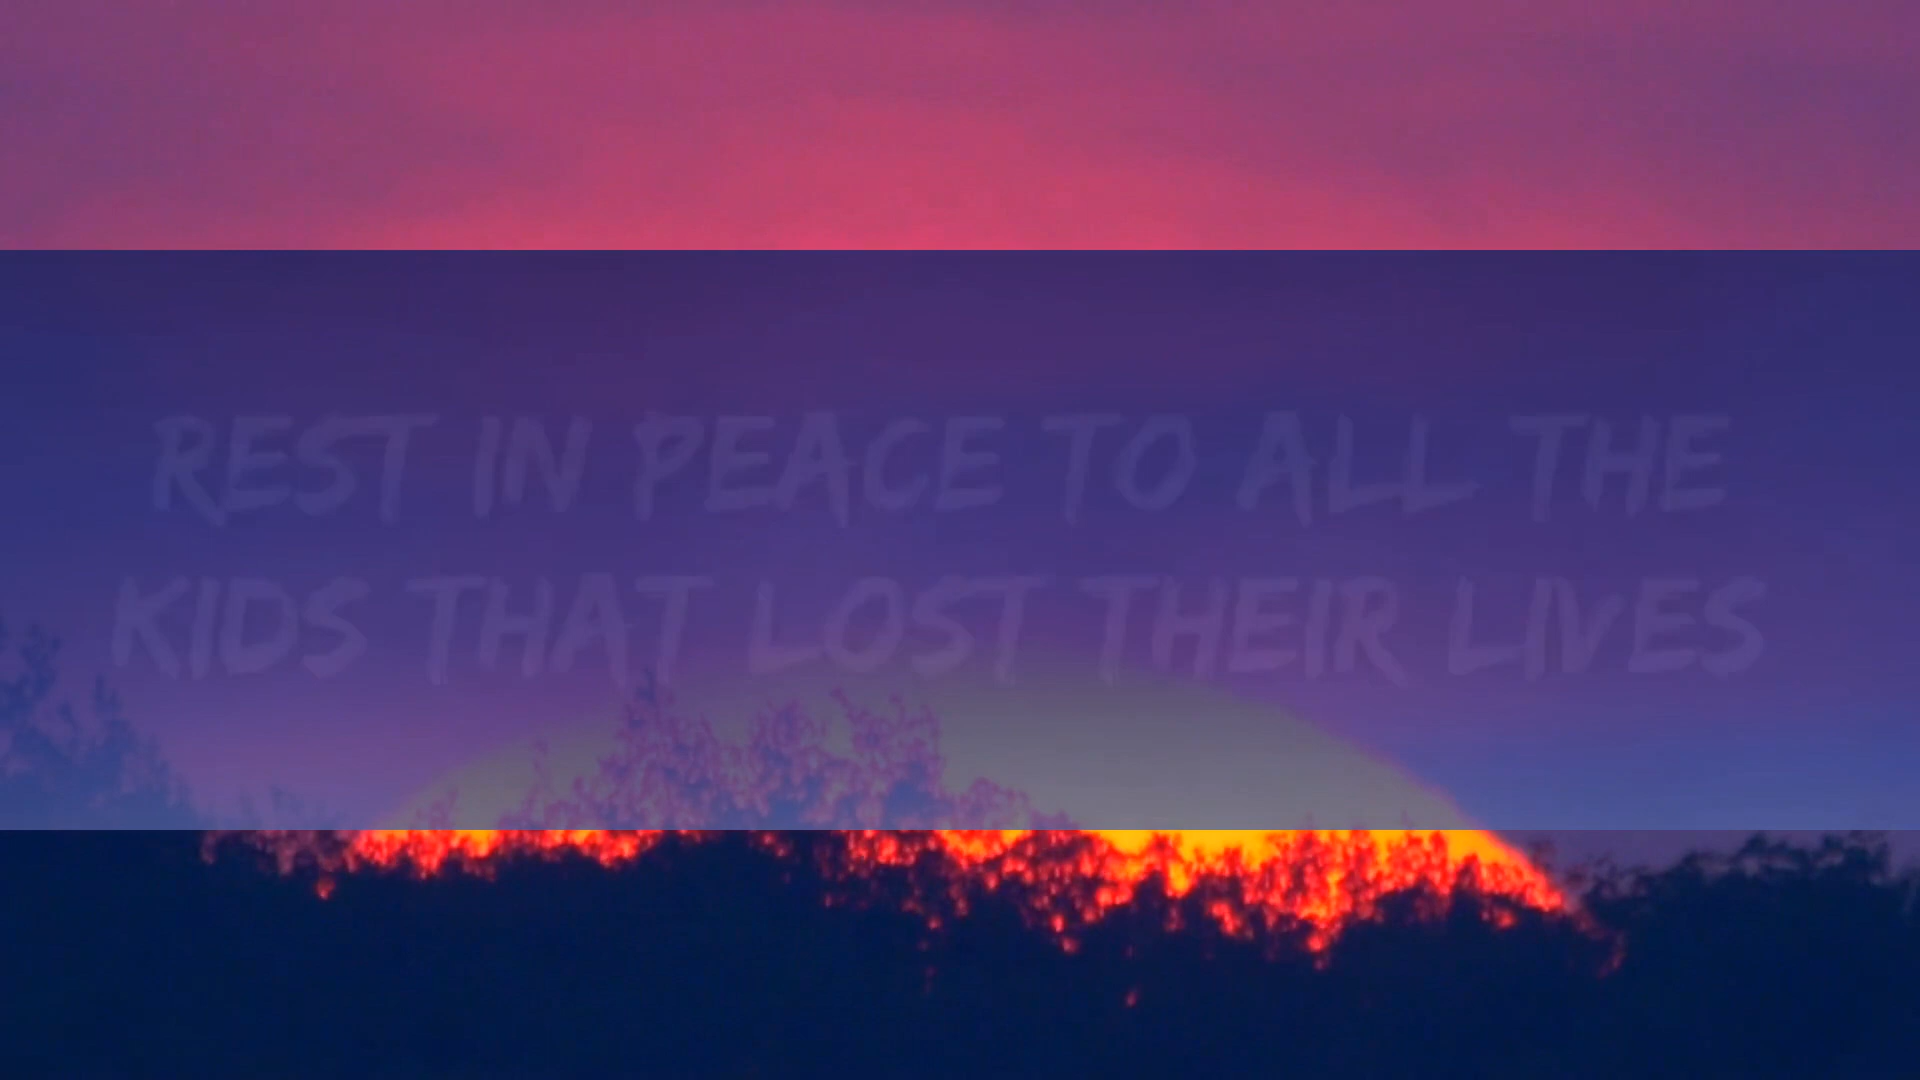 REST IN PEACE TO ALL THE
KIDS THAT LOST THEIR LIVES